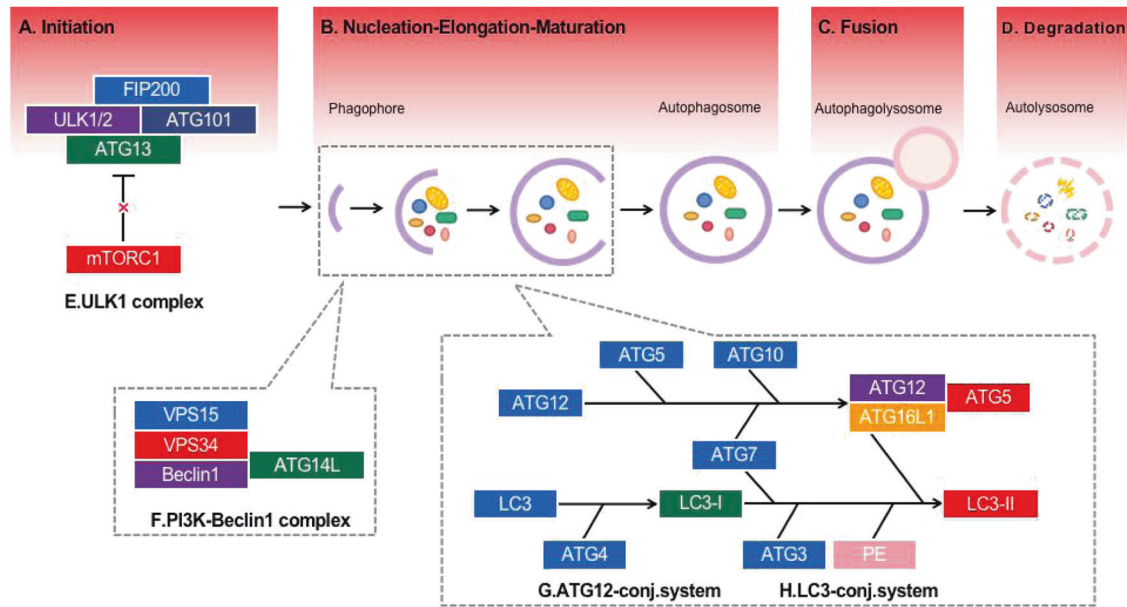 A. Initiation
B. Nucleation-Elongation-Maturation
C. Fusion
D. Degradation
FIP200
ULK1/2
ATG101
ATG13
mTORC1
E.ULK1 complex
Phagophore
Autophagosome
Autophagolysosome
Autolysosome
VPS15
VPS34
Beclin1
ATG14L
F.PI3K-Beclin1 complex
ATG5
ATG10
ATG12
ATG12
ATG5
ATG16L1
ATG7
LC3
LC3-I
LC3-II
ATG4
ATG3
PE
G.ATG12-conj.system
H.LC3-conj.system